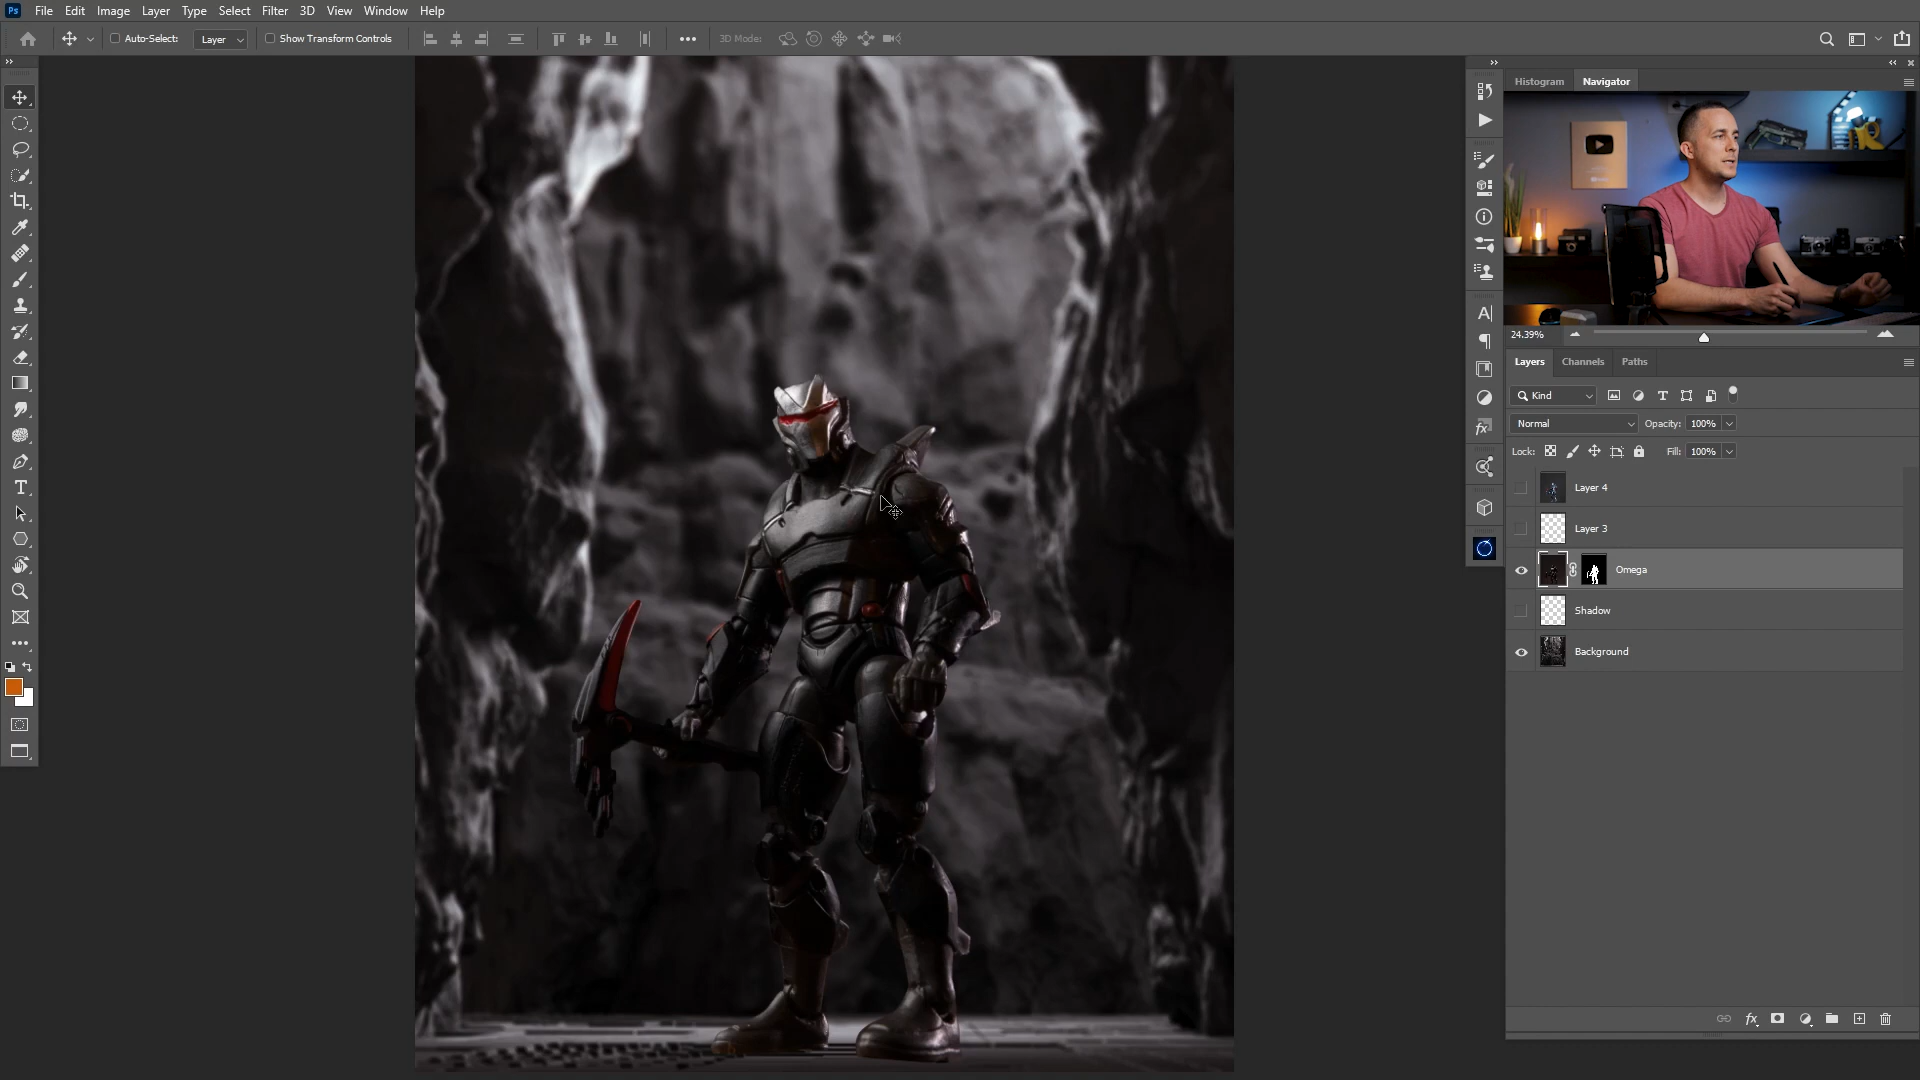 Ps File Edit Image Layer Type Select Filter 3D View Window Help
Auto-Select: Layer Show Transform Controls 3D Mode:
Histogram Navigator
24.39%
Layers Channels Paths
Kind
Normal Opacity: 100%
Lock: Fill: 100%
Layer 4
Layer 3
Omega
Shadow
Background